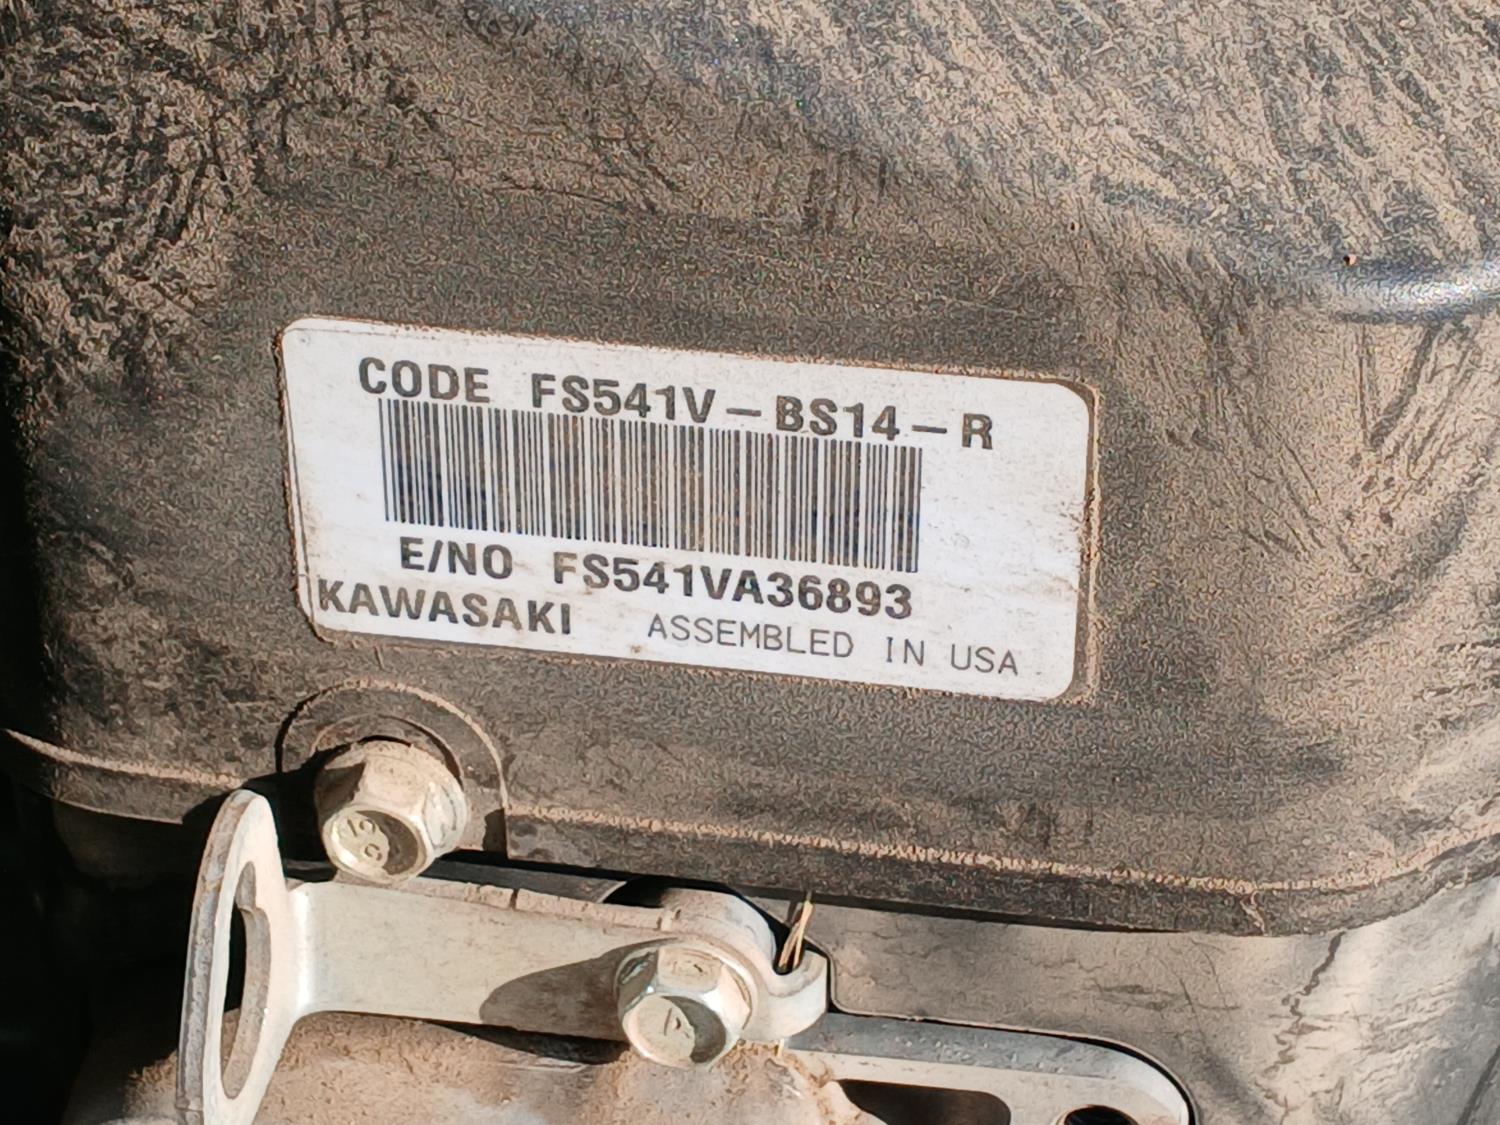 CODE FS541V-BS14-R
E/NO FS541VA36893
KAWASAKI ASSEMBLED IN USA